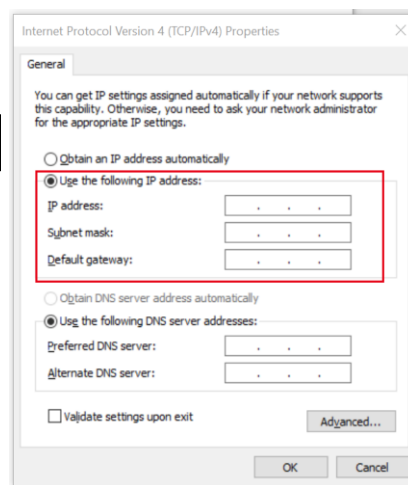 Internet Protocol Version 4 (TCP/IPv4) Properties
General
You can get IP settings assigned automatically if your network supports
this capability. Otherwise, you need to ask your network administrator
for the appropriate IP settings.
Obtain an IP address automatically
Use the following IP address:
IP address:
Subnet mask:
Default gateway:
Obtain DNS server address automatically
Use the following DNS server addresses:
Preferred DNS server:
Alternate DNS server:
Validate settings upon exit
Advanced...
OK Cancel